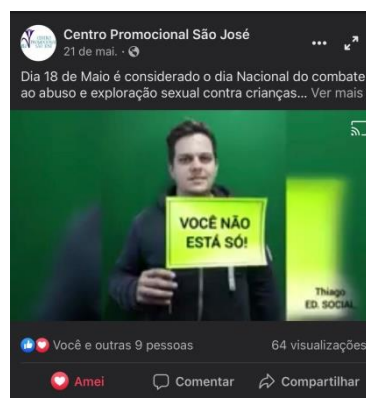 Centro Promocional São José
21 de mai.
Dia 18 de Maio é considerado o dia Nacional do combate
ao abuso e exploração sexual contra crianças... Ver mais
VOCÊ NÃO
ESTÁ SÓ!
Thiago
ED. SOCIAL
Você e outras 9 pessoas
64 visualizações
Amei
Comentar
Compartilhar